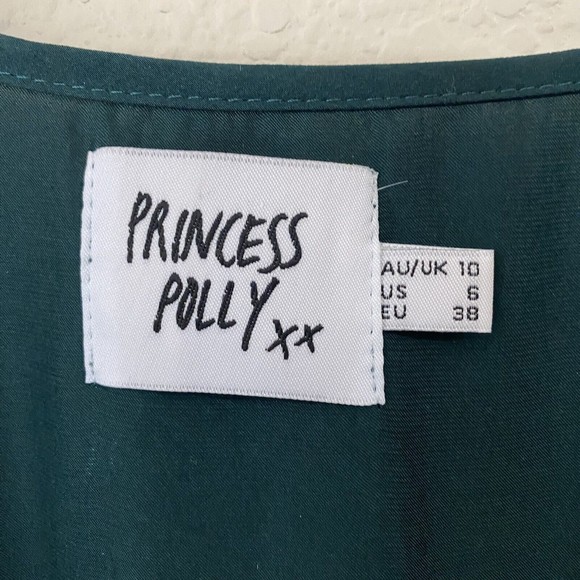 PRINCESS
POLLY xx
AU/UK 10
US 6
EU 38